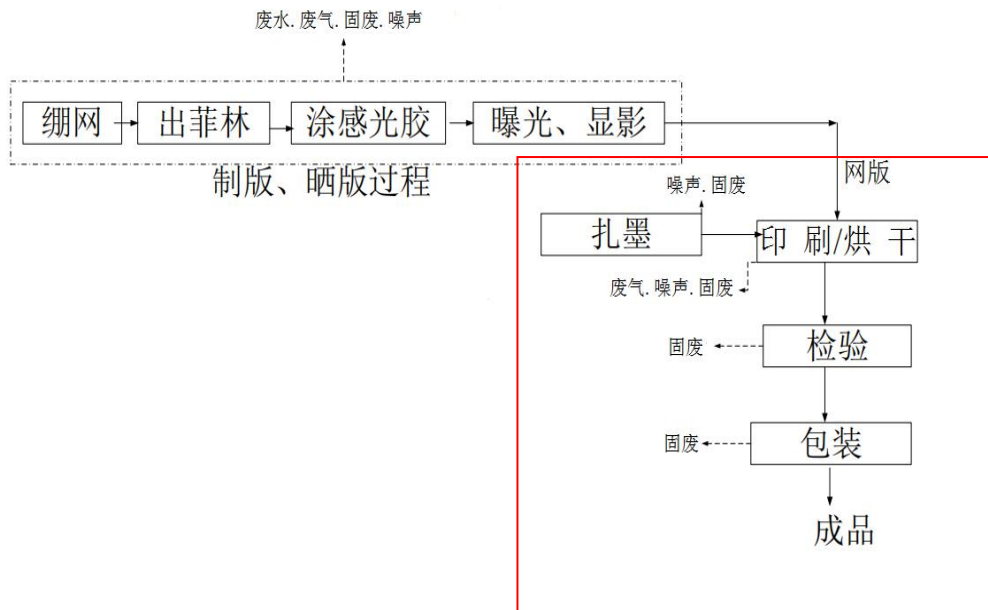 废水.废气.固废.噪声
绷网
出菲林
涂感光胶
曝光、显影
制版、晒版过程
网版
噪声.固废
扎墨
印 刷/烘 干
废气.噪声.固废
检验
固废
包装
固废
成品